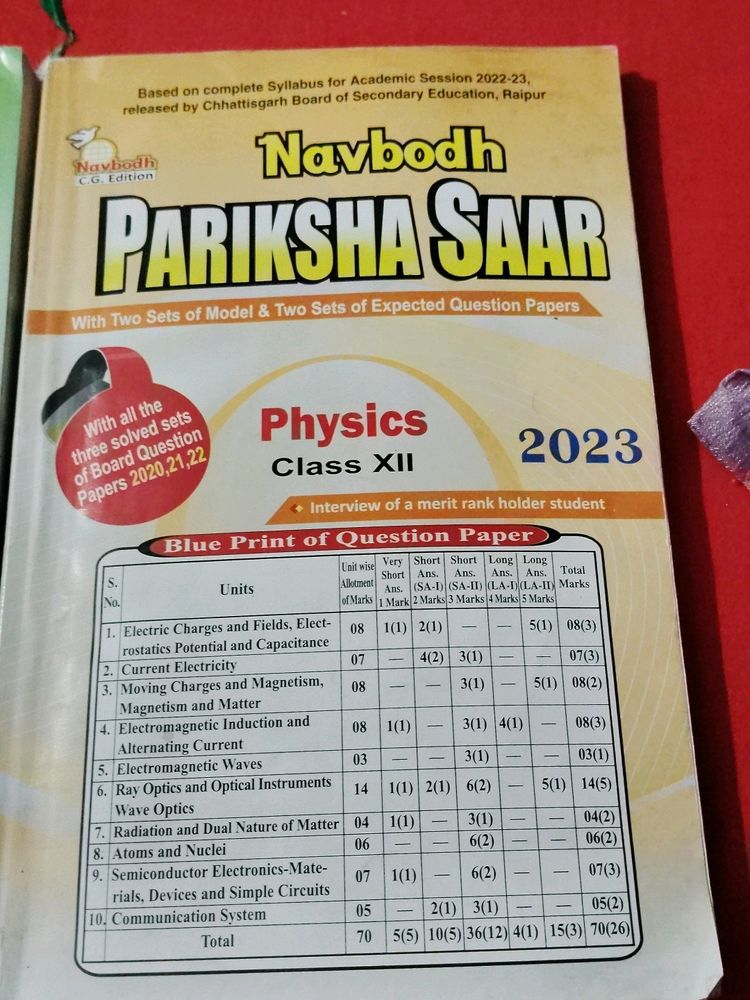 Based on complete Syllabus for Academic Session 2022-23,
released by Chhattisgarh Board of Secondary Education, Raipur
Navbodh
C.G. Edition
Navbodh
PARIKSHA SAAR
With Two Sets of Model & Two Sets of Expected Question Papers
With all the
three solved sets
of Board Question
Papers 2020,21,22
Physics
Class XII
2023
Interview of a merit rank holder student
Blue Print of Question Paper
S. No. Units Unit wise Allotment of Marks Very Short Ans. 1 Mark Short Ans. (SA-I) 2 Marks Short Ans. (SA-II) 3 Marks Long Ans. (LA-I) 4 Marks Long Ans. (LA-II) 5 Marks Total Marks
1. Electric Charges and Fields, Elect-
rostatics Potential and Capacitance 08 1(1) 2(1) — — 5(1) 08(3)
2. Current Electricity 07 — 4(2) 3(1) — — 07(3)
3. Moving Charges and Magnetism,
Magnetism and Matter 08 — — 3(1) — 5(1) 08(2)
4. Electromagnetic Induction and
Alternating Current 08 1(1) — 3(1) 4(1) — 08(3)
5. Electromagnetic Waves 03 — — 3(1) — — 03(1)
6. Ray Optics and Optical Instruments
Wave Optics 14 1(1) 2(1) 6(2) — 5(1) 14(5)
7. Radiation and Dual Nature of Matter 04 1(1) — 3(1) — — 04(2)
8. Atoms and Nuclei 06 — — 6(2) — — 06(2)
9. Semiconductor Electronics-Mate-
rials, Devices and Simple Circuits 07 1(1) — 6(2) — — 07(3)
10. Communication System 05 — 2(1) 3(1) — — 05(2)
Total 70 5(5) 10(5) 36(12) 4(1) 15(3) 70(26)